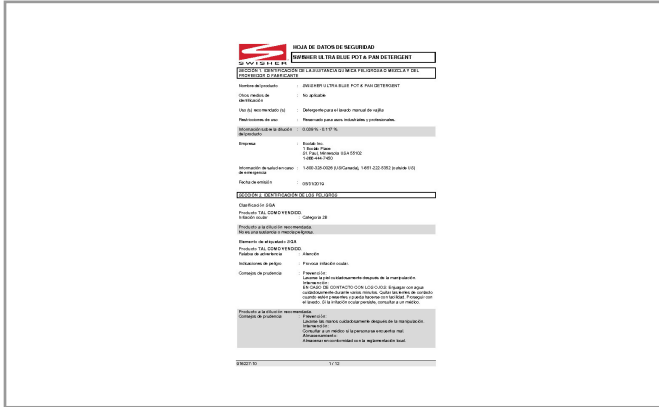 SWISHER
HOJA DE DATOS DE SEGURIDAD
SWISHER ULTRA BLUE POT & PAN DETERGENT
SECCIÓN 1. IDENTIFICACIÓN DE LA SUSTANCIA QUÍMICA PELIGROSA O MEZCLA Y DEL
PROVEEDOR O FABRICANTE
Nombre del producto : SWISHER ULTRA BLUE POT & PAN DETERGENT
Otros medios de : No aplicable
identificación
Uso (s) recomendado (s) : Detergente para el lavado manual de vajilla
Restricciones de uso : Reservado para usos industriales y profesionales.
Información sobre la dilución : 0.039 % - 0.117 %
del producto
Empresa : Ecolab Inc.
1 Ecolab Place
St. Paul, Minnesota USA 55102
1-866-444-7450
Información de salud en caso : 1-800-328-0026 (US/Canada), 1-651-222-5352 (outside US)
de emergencia
Fecha de emisión : 05/01/2019
SECCIÓN 2. IDENTIFICACIÓN DE LOS PELIGROS
Clasificación SGA
Producto TAL COMO VENDIDO.
Irritación ocular : Categoría 2B
Producto a la dilución recomendada:
No es una sustancia o mezcla peligrosa.
Elemento de etiquetado SGA
Producto TAL COMO VENDIDO.
Palabra de advertencia : Atención
Indicaciones de peligro : Provoca irritación ocular.
Consejos de prudencia : Prevención:
Lavarse la piel cuidadosamente después de la manipulación.
Intervención:
EN CASO DE CONTACTO CON LOS OJOS: Enjuagar con agua
cuidadosamente durante varios minutos. Quitar las lentes de contacto
cuando estén presentes y pueda hacerse con facilidad. Proseguir con
el lavado. Si la irritación ocular persiste, consultar a un médico.
Producto a la dilución recomendada:
Consejos de prudencia : Prevención:
Lavarse las manos cuidadosamente después de la manipulación.
Intervención:
Consultar a un médico si la persona se encuentra mal.
Almacenamiento:
Almacenar en conformidad con la reglamentación local.
1 / 13